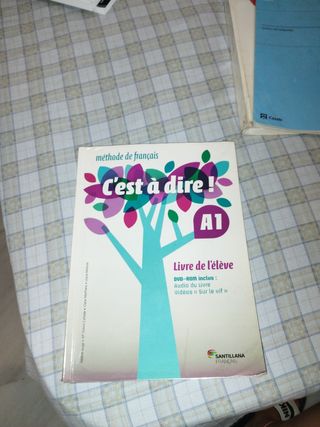 méthode de français
C'est à dire !
A1
Livre de l'élève
DVD-ROM inclus :
Audio du livre
Vidéos « Sur le vif »
SANTILLANA
FRANÇAIS